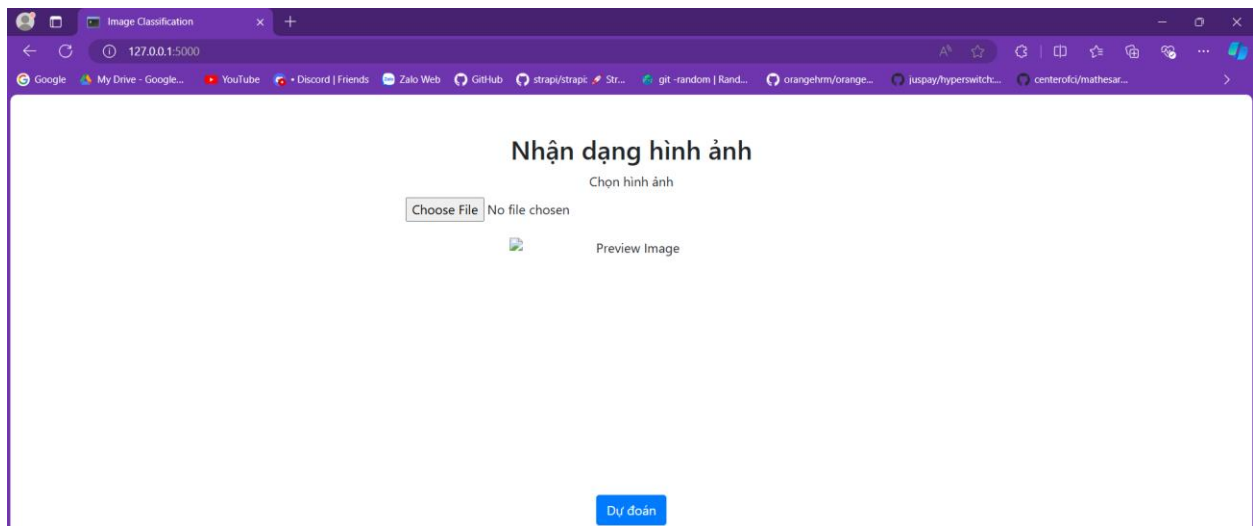 Image Classification
127.0.0.1:5000
Google My Drive - Google... YouTube • Discord | Friends Zalo Web GitHub strapi/strapi: 🚀 Str... git -random | Rand... orangehrm/orange... juspay/hyperswitch:... centerofci/mathesar...
Nhận dạng hình ảnh
Chọn hình ảnh
Choose File No file chosen
Preview Image
Dự đoán